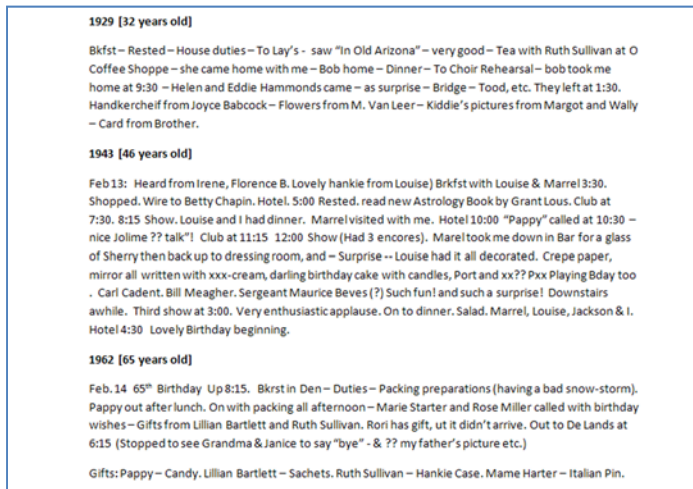 1929 [32 years old]
Bkfst – Rested – House duties – To Lay's - saw "In Old Arizona" – very good – Tea with Ruth Sullivan at O
Coffee Shoppe – she came home with me – Bob home – Dinner – To Choir Rehearsal – bob took me
home at 9:30 – Helen and Eddie Hammonds came – as surprise – Bridge – Tood, etc. They left at 1:30.
Handkercheif from Joyce Babcock – Flowers from M. Van Leer – Kiddie's pictures from Margot and Wally
– Card from Brother.
1943 [46 years old]
Feb 13: Heard from Irene, Florence B. Lovely hankie from Louise) Brkfst with Louise & Marrel 3:30.
Shopped. Wire to Betty Chapin. Hotel. 5:00 Rested. read new Astrology Book by Grant Lous. Club at
7:30. 8:15 Show. Louise and I had dinner. Marrel visited with me. Hotel 10:00 "Pappy" called at 10:30 –
nice Jolime ?? talk"! Club at 11:15 12:00 Show (Had 3 encores). Marel took me down in Bar for a glass
of Sherry then back up to dressing room, and – Surprise -- Louise had it all decorated. Crepe paper,
mirror all written with xxx-cream, darling birthday cake with candles, Port and xx?? Pxx Playing Bday too
. Carl Cadent. Bill Meagher. Sergeant Maurice Beves (?) Such fun! and such a surprise! Downstairs
awhile. Third show at 3:00. Very enthusiastic applause. On to dinner. Salad. Marrel, Louise, Jackson & I.
Hotel 4:30 Lovely Birthday beginning.
1962 [65 years old]
Feb. 14 65th Birthday Up 8:15. Bkrst in Den – Duties – Packing preparations (having a bad snow-storm).
Pappy out after lunch. On with packing all afternoon – Marie Starter and Rose Miller called with birthday
wishes – Gifts from Lillian Bartlett and Ruth Sullivan. Rori has gift, ut it didn't arrive. Out to De Lands at
6:15 (Stopped to see Grandma & Janice to say "bye" - & ?? my father's picture etc.)
Gifts: Pappy – Candy. Lillian Bartlett – Sachets. Ruth Sullivan – Hankie Case. Mame Harter – Italian Pin.